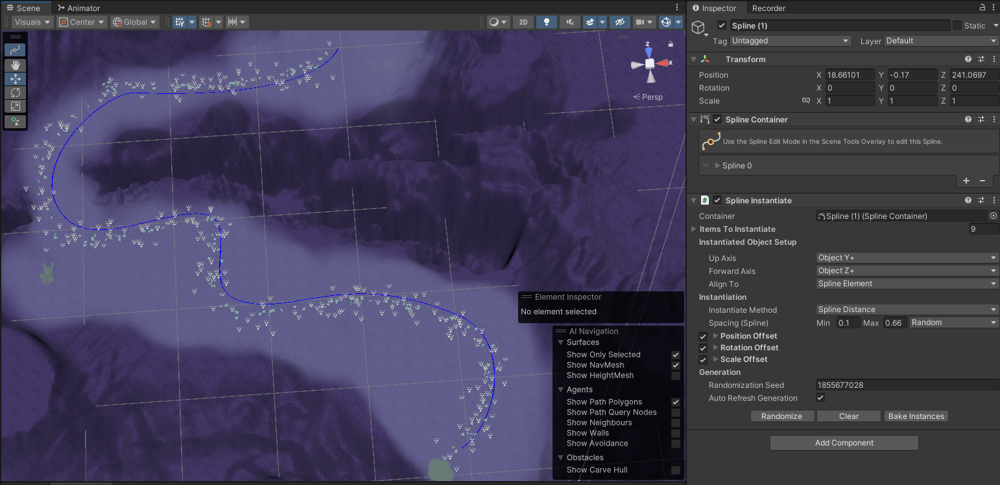 Scene
Animator
Inspector
Recorder
Visuals
Center
Global
2D
Spline (1)
Static
Tag
Untagged
Layer
Default
z
x
Persp
Transform
Position
X 18.66101 Y -0.17 Z 241.0697
Rotation
X 0 Y 0 Z 0
Scale
X 1 Y 1 Z 1
Spline Container
Use the Spline Edit Mode in the Scene Tools Overlay to edit this Spline.
Spline 0
Spline Instantiate
Container
Spline (1) (Spline Container)
Items To Instantiate
9
Instantiated Object Setup
Up Axis
Object Y+
Forward Axis
Object Z+
Align To
Spline Element
Instantiation
Instantiate Method
Spline Distance
Spacing (Spline)
Min 0.1 Max 0.66 Random
Position Offset
Rotation Offset
Scale Offset
Generation
Randomization Seed
1855677028
Auto Refresh Generation
Randomize
Clear
Bake Instances
Add Component
Element Inspector
No element selected
AI Navigation
Surfaces
Show Only Selected
Show NavMesh
Show HeightMesh
Agents
Show Path Polygons
Show Path Query Nodes
Show Neighbours
Show Walls
Show Avoidance
Obstacles
Show Carve Hull